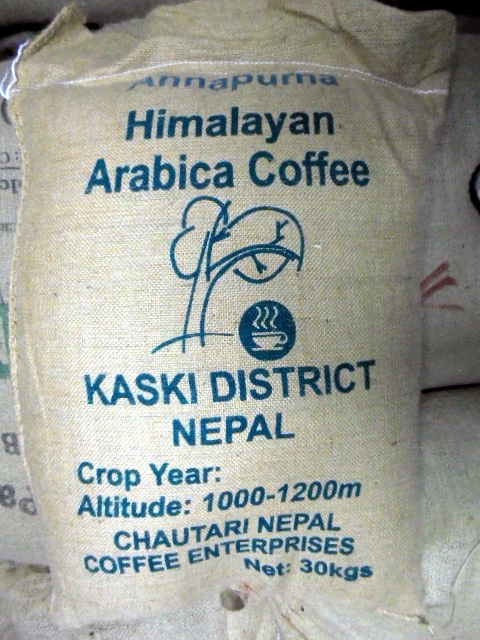 Annapurna
Himalayan
Arabica Coffee
KASKI DISTRICT
NEPAL
Crop Year:
Altitude: 1000-1200m
CHAUTARI NEPAL
COFFEE ENTERPRISES
Net: 30kgs